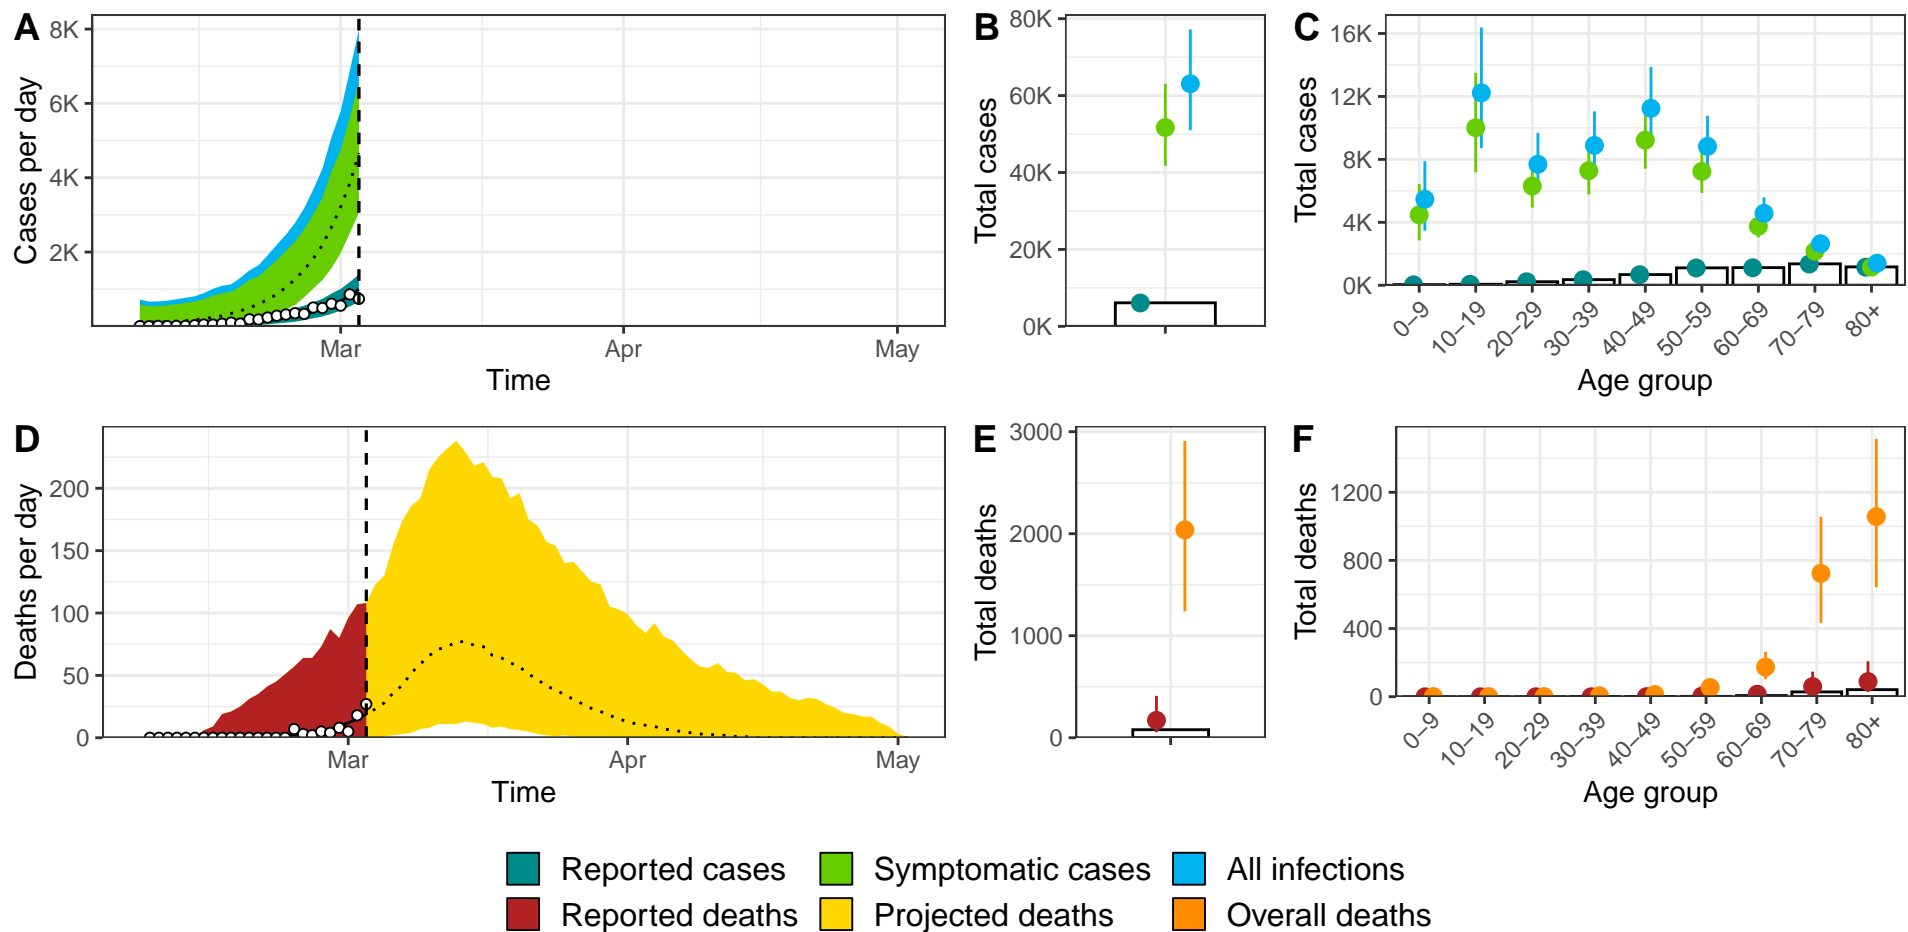 A
8K
6K
4K
2K
Cases per day
Mar
Apr
May
Time
B
80K
60K
40K
20K
0K
Total cases
C
16K
12K
8K
4K
0K
Total cases
0–9
10–19
20–29
30–39
40–49
50–59
60–69
70–79
80+
Age group
D
200
150
100
50
0
Deaths per day
Mar
Apr
May
Time
E
3000
2000
1000
0
Total deaths
F
1200
800
400
0
Total deaths
0–9
10–19
20–29
30–39
40–49
50–59
60–69
70–79
80+
Age group
Reported cases
Symptomatic cases
All infections
Reported deaths
Projected deaths
Overall deaths